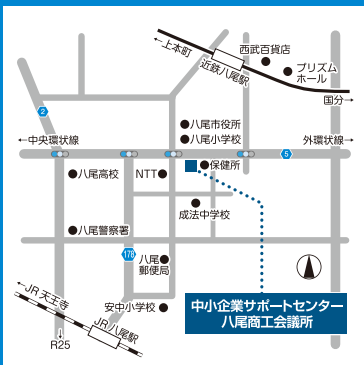 ←上本町
近鉄八尾駅
西武百貨店
プリズム
ホール
国分→
2
八尾市役所
八尾小学校
←中央環状線
外環状線→
5
八尾高校
NTT
保健所
成法中学校
八尾警察署
178
八尾
郵便局
中小企業サポートセンター
八尾商工会議所
←JR天王寺
安中小学校
JR八尾駅
R25